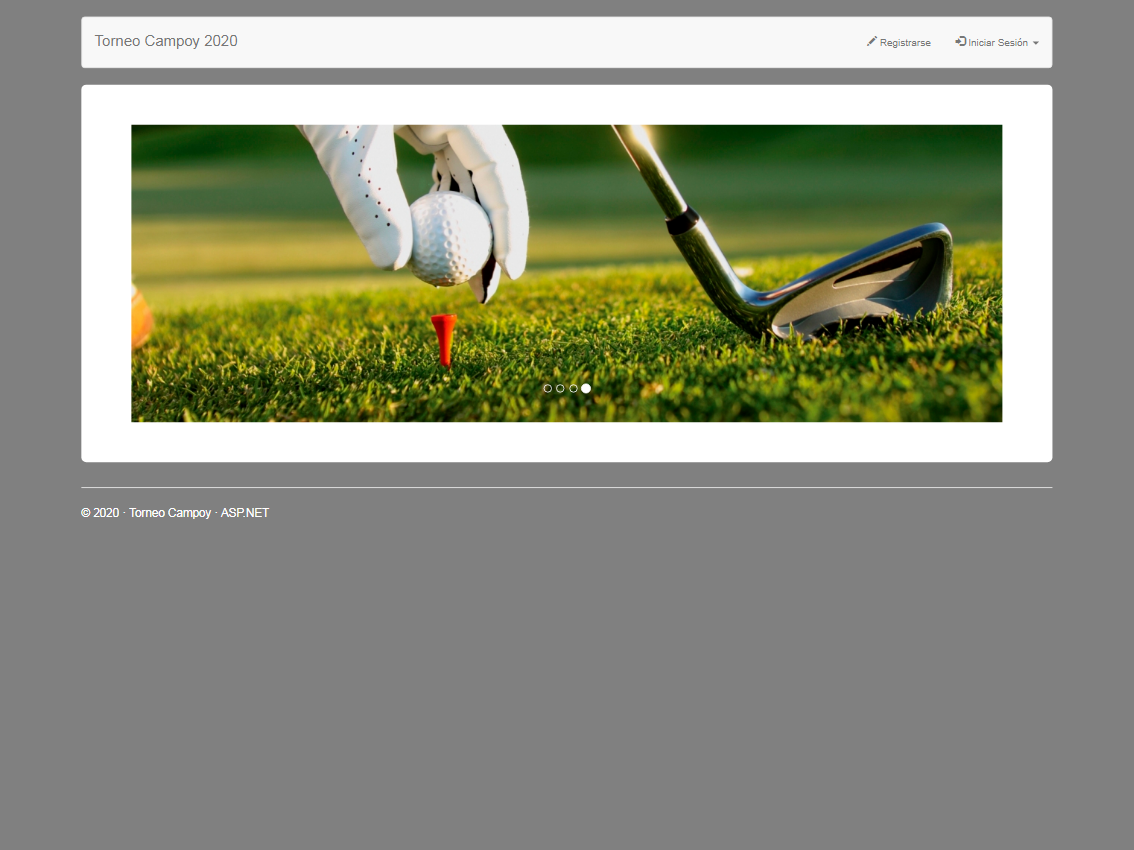 Torneo Campoy 2020
Registrarse
Iniciar Sesión
© 2020 · Torneo Campoy · ASP.NET